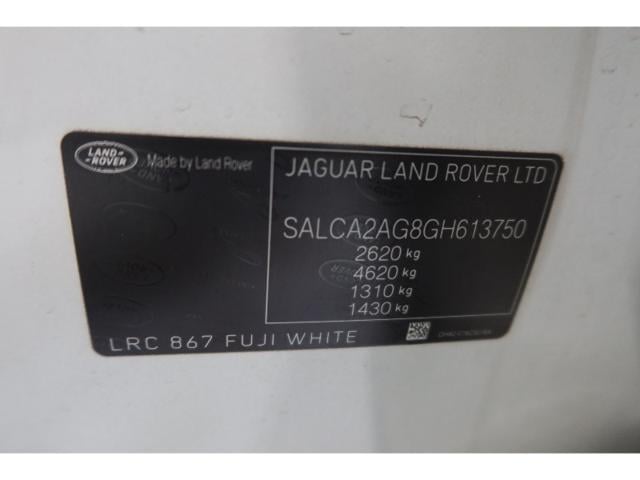 LAND-
-ROVER
Made by Land Rover
JAGUAR LAND ROVER LTD
SALCA2AG8GH613750
2620 kg
4620 kg
1310 kg
1430 kg
LRC 867 FUJI WHITE